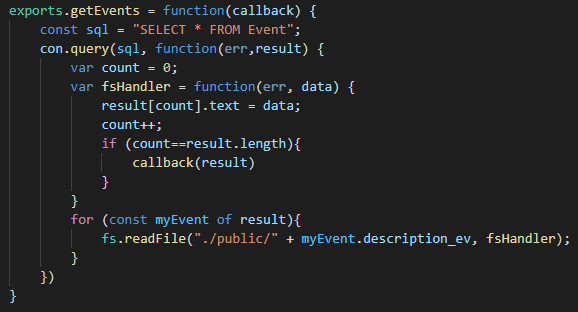 exports.getEvents = function(callback) {
    const sql = "SELECT * FROM Event";
    con.query(sql, function(err,result) {
        var count = 0;
        var fsHandler = function(err, data) {
            result[count].text = data;
            count++;
            if (count==result.length){
                callback(result)
            }
        }
        for (const myEvent of result){
            fs.readFile("./public/" + myEvent.description_ev, fsHandler);
        }
    })
}